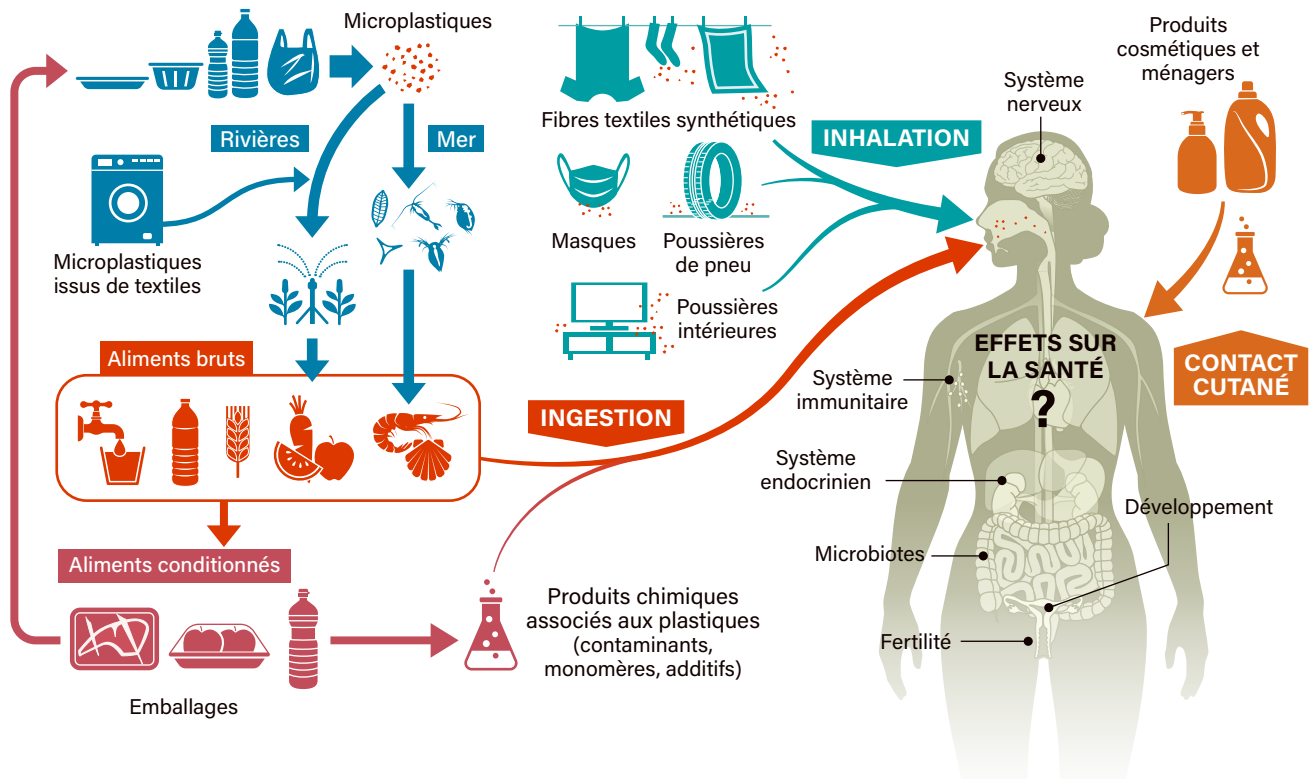 Microplastiques
Rivières
Mer
Microplastiques
issus de textiles
Aliments bruts
Aliments conditionnés
Emballages
Produits chimiques
associés aux plastiques
(contaminants,
monomères, additifs)
INGESTION
Fibres textiles synthétiques
Masques
Poussières
de pneu
Poussières
intérieures
INHALATION
Produits
cosmétiques et
ménagers
CONTACT
CUTANÉ
Système
nerveux
EFFETS SUR
LA SANTÉ
?
Système
immunitaire
Système
endocrinien
Développement
Microbiotes
Fertilité